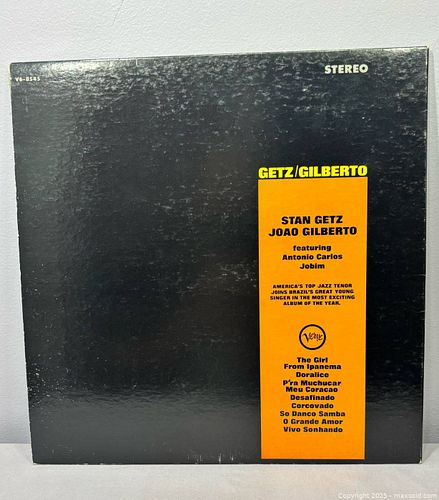 V6-8545
STEREO
GETZ/GILBERTO
STAN GETZ
JOAO GILBERTO
featuring
Antonio Carlos
Jobim
AMERICA'S TOP JAZZ TENOR
JOINS BRAZIL'S GREAT YOUNG
SINGER IN THE MOST EXCITING
ALBUM OF THE YEAR.
Verve
The Girl
From Ipanema
Doralice
P'ra Muchucar
Meu Coracao
Desafinado
Corcovado
So Danco Samba
O Grande Amor
Vivo Sonhando
Copyright 2025 - maxsold.com